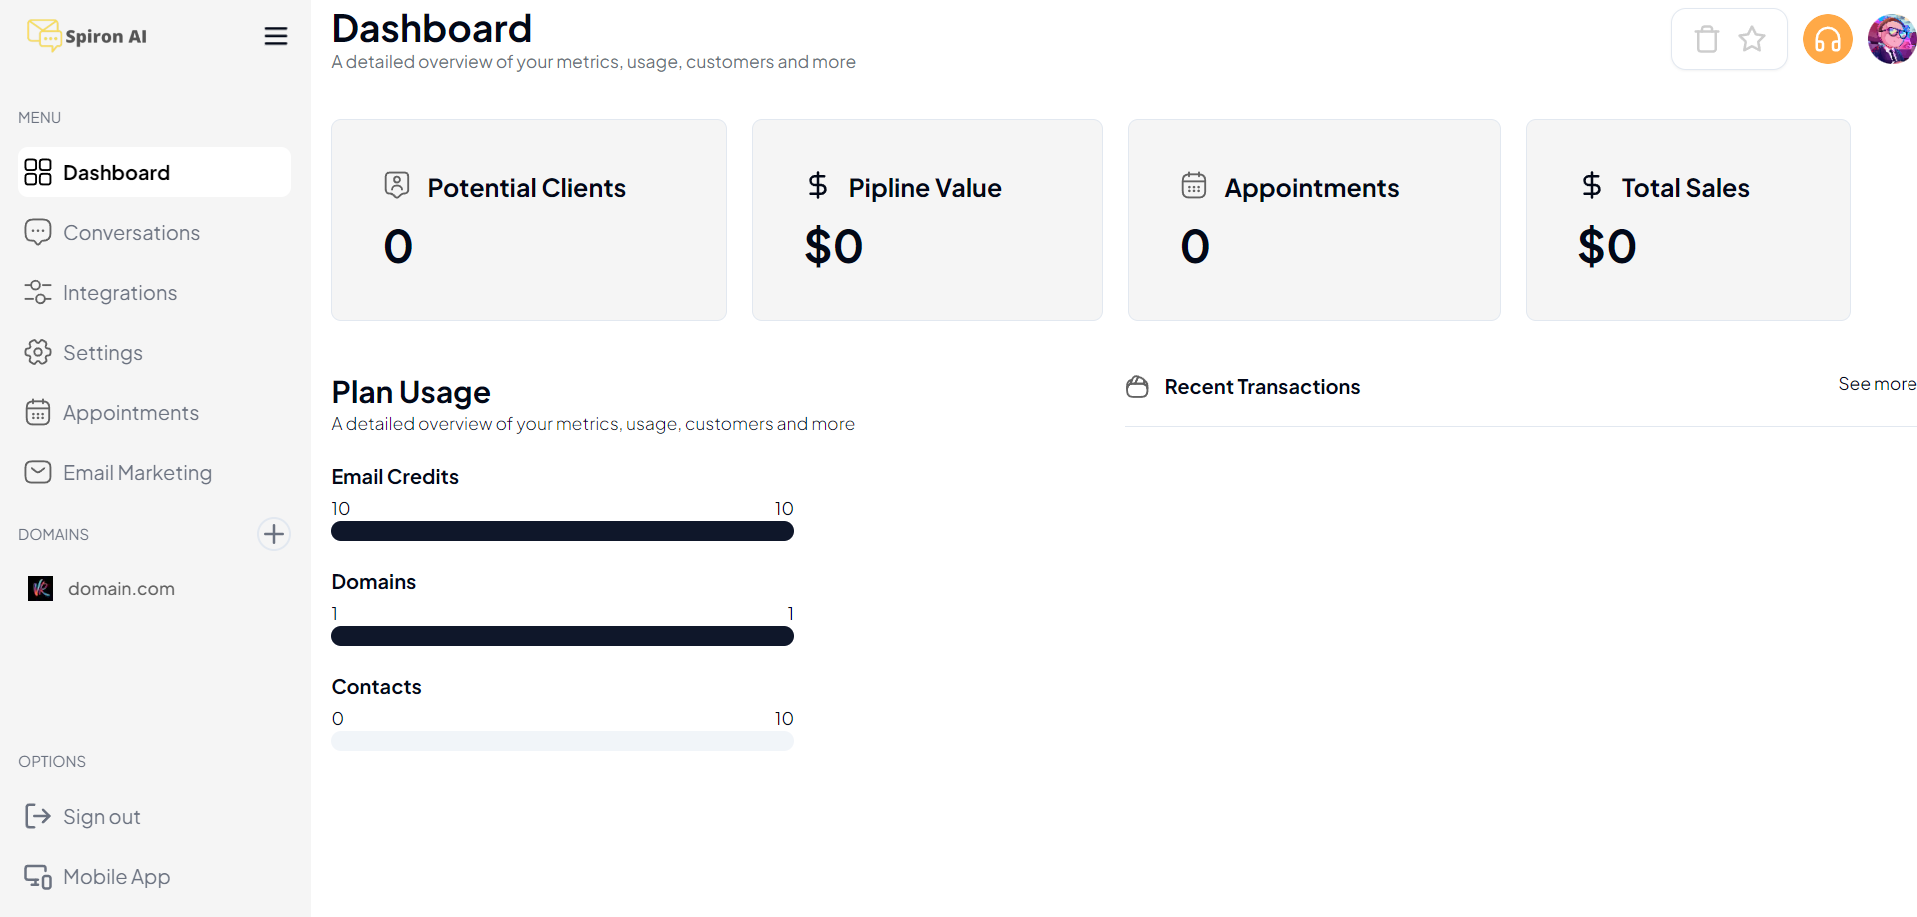 Spiron AI
MENU
Dashboard
Conversations
Integrations
Settings
Appointments
Email Marketing
DOMAINS
domain.com
OPTIONS
Sign out
Mobile App
Dashboard
A detailed overview of your metrics, usage, customers and more
Potential Clients
0
Pipline Value
$0
Appointments
0
Total Sales
$0
Plan Usage
A detailed overview of your metrics, usage, customers and more
Email Credits
10 10
Domains
1 1
Contacts
0 10
Recent Transactions
See more